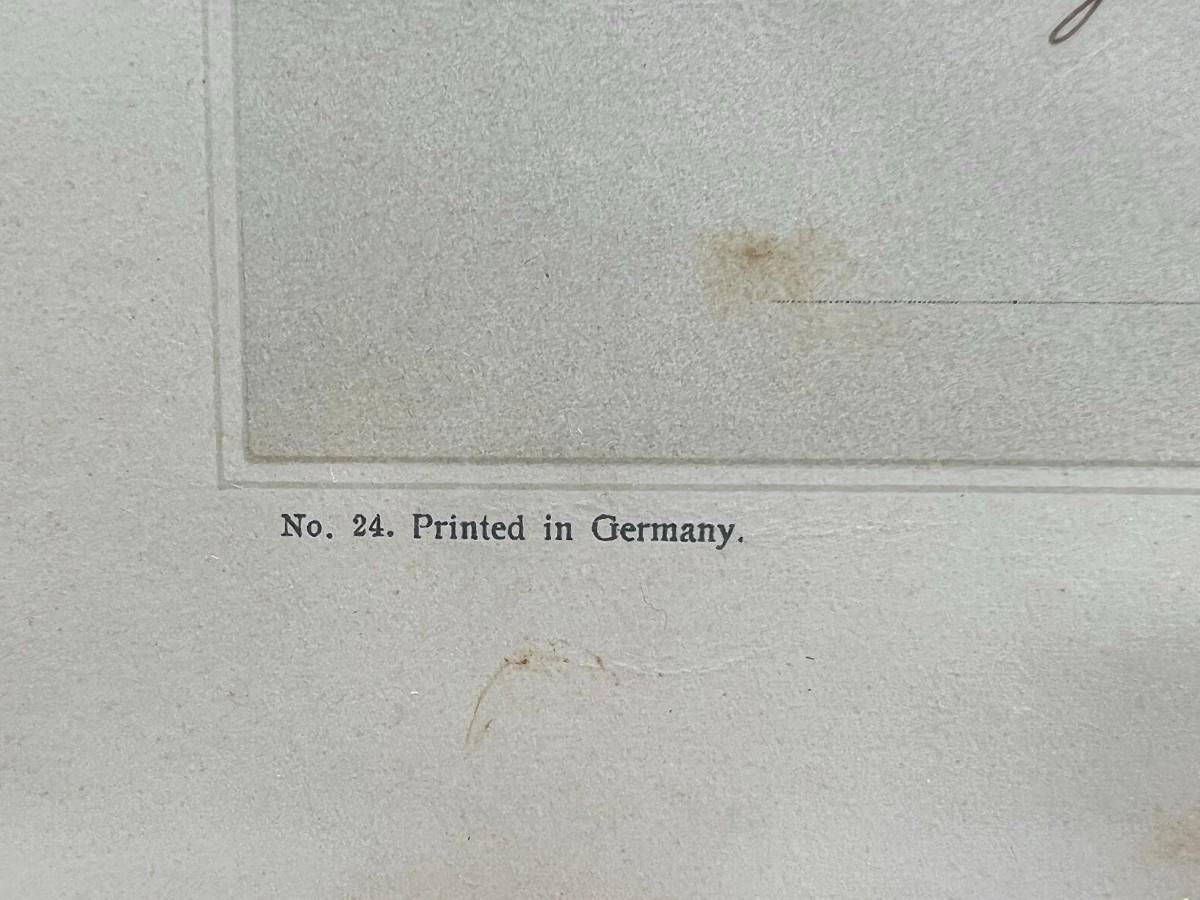 No. 24. Printed in Germany.